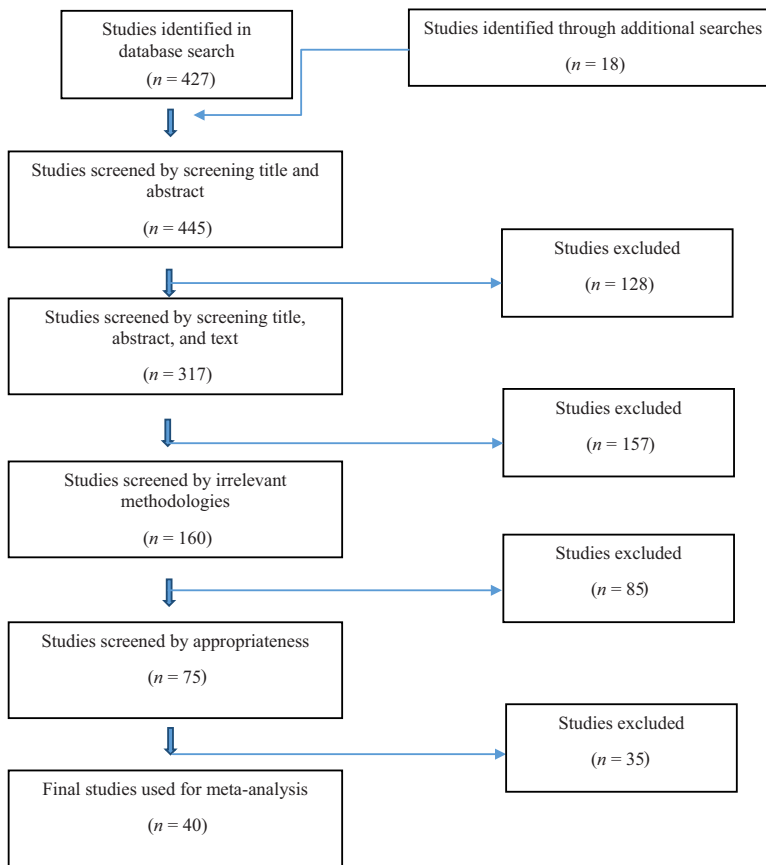 Studies identified in
database search
(n = 427)
Studies identified through additional searches
(n = 18)
Studies screened by screening title and
abstract
(n = 445)
Studies excluded
(n = 128)
Studies screened by screening title,
abstract, and text
(n = 317)
Studies excluded
(n = 157)
Studies screened by irrelevant
methodologies
(n = 160)
Studies excluded
(n = 85)
Studies screened by appropriateness
(n = 75)
Studies excluded
(n = 35)
Final studies used for meta-analysis
(n = 40)